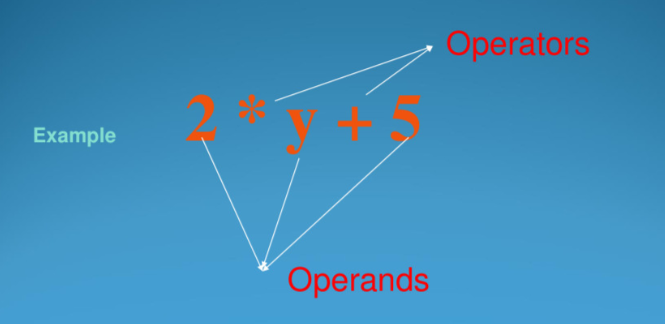 Operators
2 * y + 5
Example
Operands